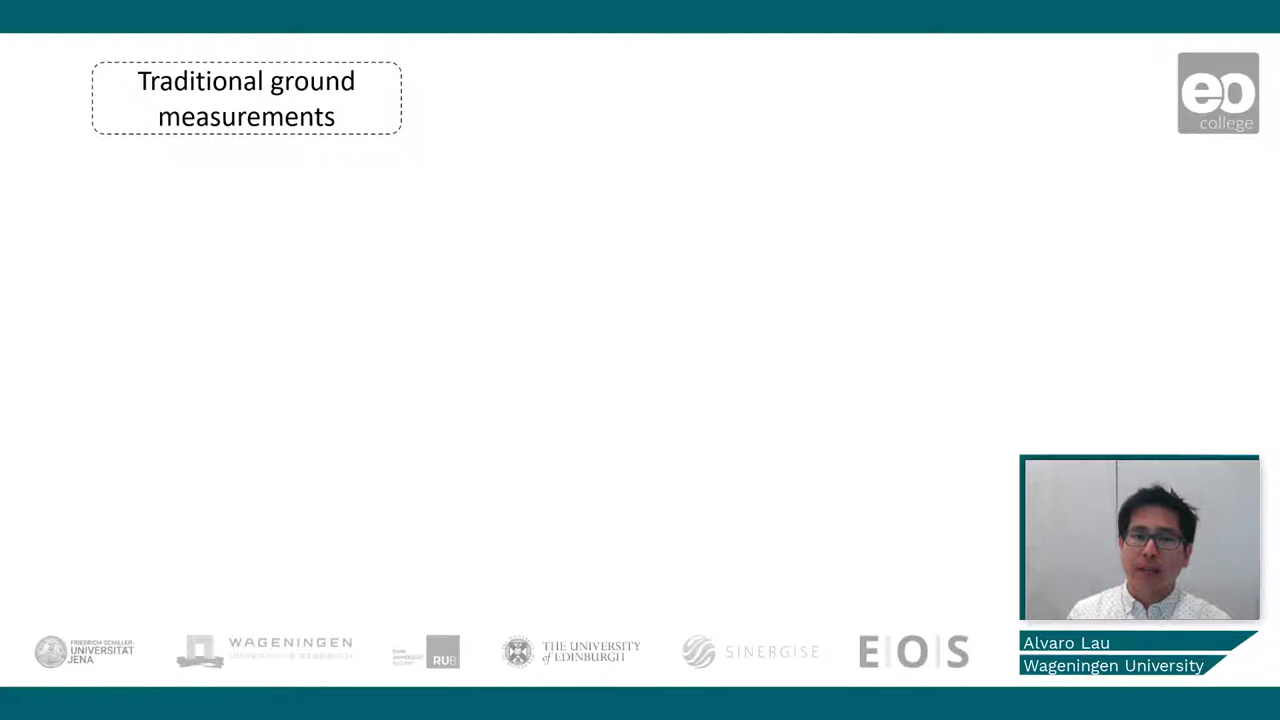 Traditional ground
measurements
eo
college
FRIEDRICH-SCHILLER-
UNIVERSITÄT
JENA
WAGENINGEN
RUB
THE UNIVERSITY
of EDINBURGH
SINERGISE
E|O|S
Alvaro Lau
Wageningen University